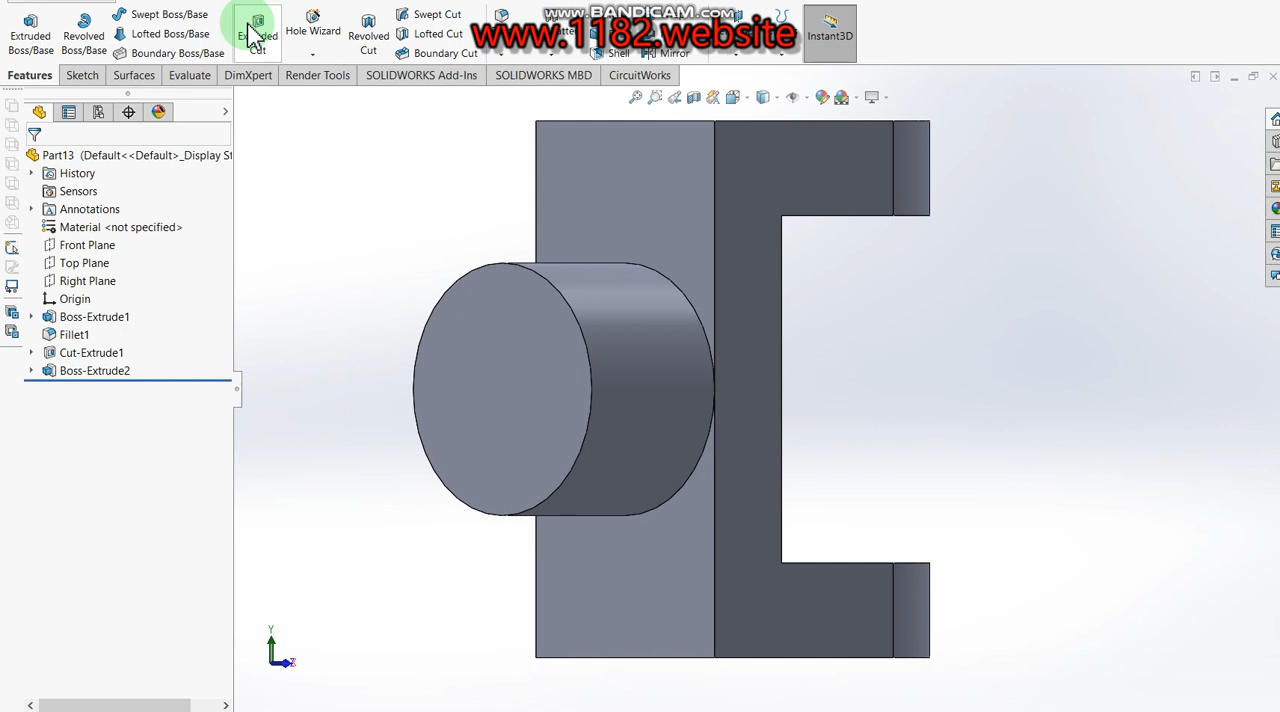 www.BANDICAM.com
www.1182.website
Extruded Boss/Base
Revolved Boss/Base
Swept Boss/Base
Lofted Boss/Base
Boundary Boss/Base
Extruded Cut
Hole Wizard
Revolved Cut
Swept Cut
Lofted Cut
Boundary Cut
Shell
Mirror
Instant3D
Features
Sketch
Surfaces
Evaluate
DimXpert
Render Tools
SOLIDWORKS Add-Ins
SOLIDWORKS MBD
CircuitWorks
Part13 (Default<<Default>_Display St
History
Sensors
Annotations
Material <not specified>
Front Plane
Top Plane
Right Plane
Origin
Boss-Extrude1
Fillet1
Cut-Extrude1
Boss-Extrude2
Y
Z